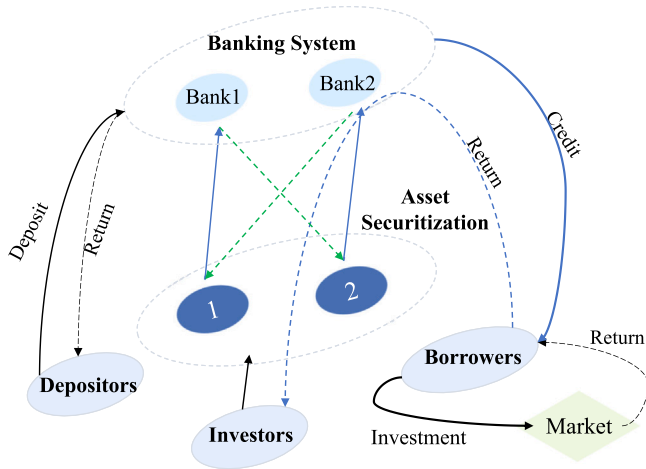 Banking System
Bank1
Bank2
Credit
Return
Deposit
Return
Asset
Securitization
1
2
Depositors
Investors
Borrowers
Return
Investment
Market